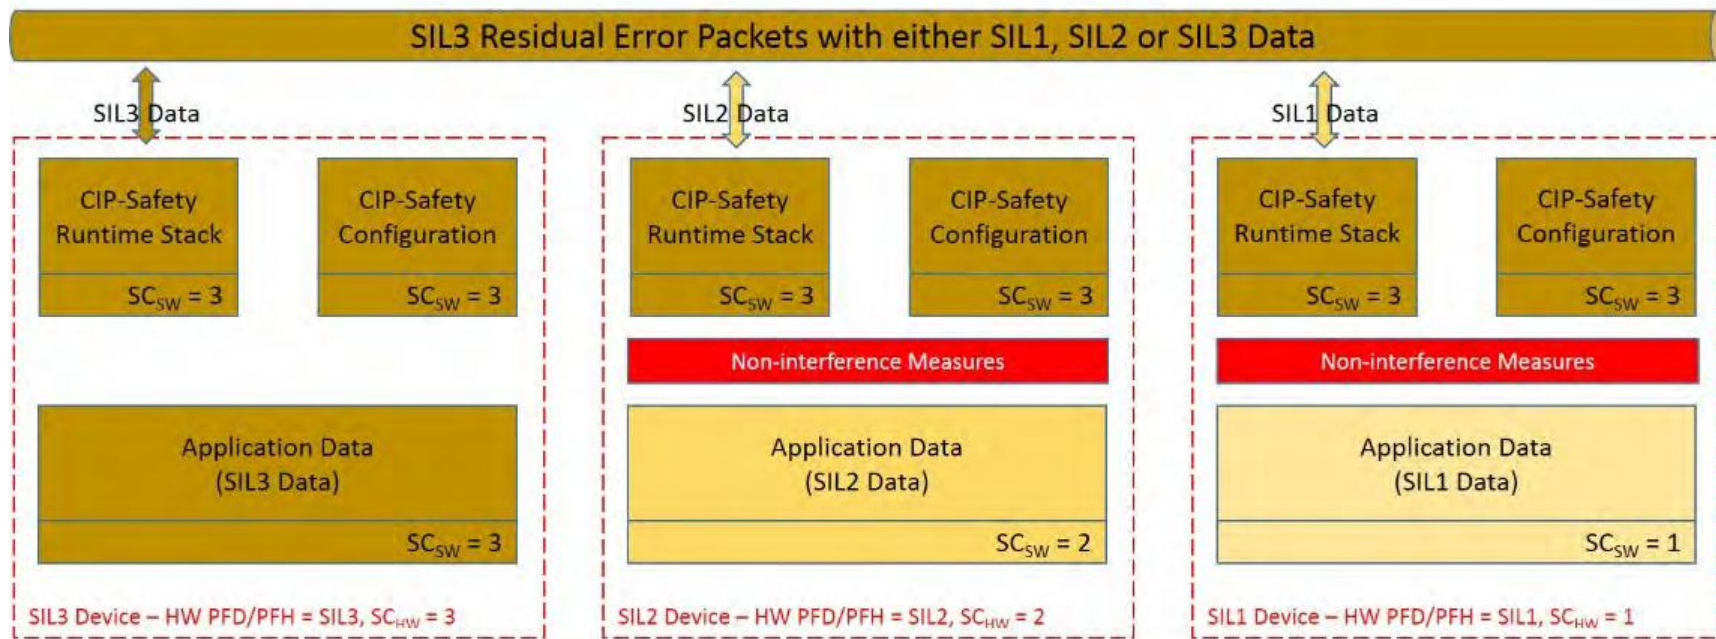 SIL3 Residual Error Packets with either SIL1, SIL2 or SIL3 Data
SIL3 Data
SIL2 Data
SIL1 Data
CIP-Safety
Runtime Stack
SCSW = 3
CIP-Safety
Configuration
SCSW = 3
CIP-Safety
Runtime Stack
SCSW = 3
CIP-Safety
Configuration
SCSW = 3
CIP-Safety
Runtime Stack
SCSW = 3
CIP-Safety
Configuration
SCSW = 3
Non-interference Measures
Non-interference Measures
Application Data
(SIL3 Data)
SCSW = 3
Application Data
(SIL2 Data)
SCSW = 2
Application Data
(SIL1 Data)
SCSW = 1
SIL3 Device – HW PFD/PFH = SIL3, SCHW = 3
SIL2 Device – HW PFD/PFH = SIL2, SCHW = 2
SIL1 Device – HW PFD/PFH = SIL1, SCHW = 1